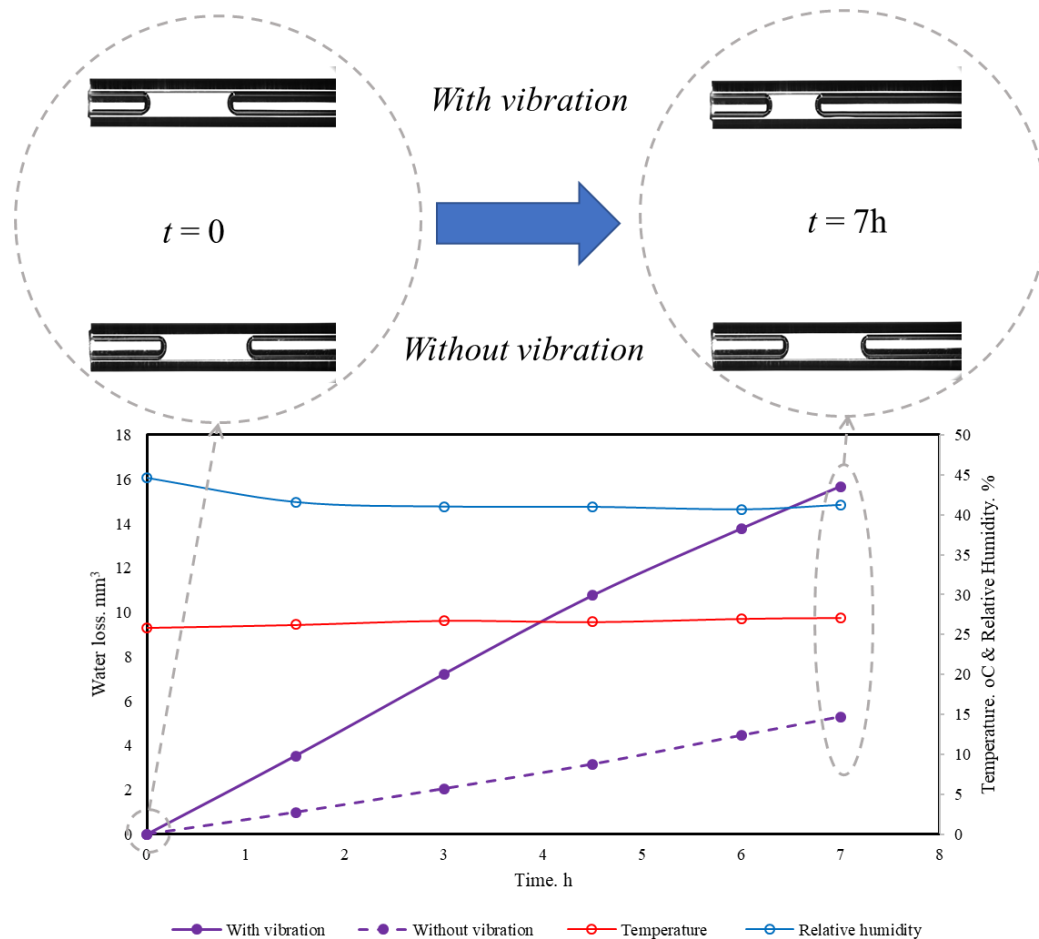 With vibration
t = 0
t = 7h
Without vibration
18
16
14
12
10
8
6
4
2
0
Water loss. mm³
50
45
40
35
30
25
20
15
10
5
0
Temperature. oC & Relative Humidity. %
0 1 2 3 4 5 6 7 8
Time. h
With vibration Without vibration Temperature Relative humidity